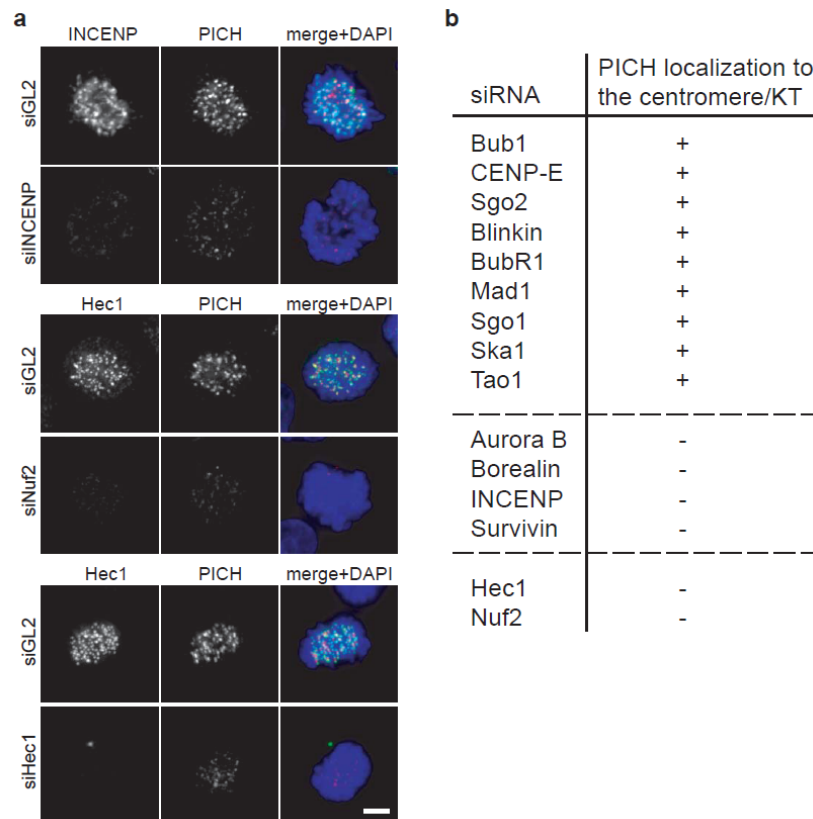 a
INCENP PICH merge+DAPI
siGL2
siINCENP
Hec1 PICH merge+DAPI
siGL2
siNuf2
Hec1 PICH merge+DAPI
siGL2
siHec1
b
siRNA PICH localization to the centromere/KT
Bub1 +
CENP-E +
Sgo2 +
Blinkin +
BubR1 +
Mad1 +
Sgo1 +
Ska1 +
Tao1 +
Aurora B -
Borealin -
INCENP -
Survivin -
Hec1 -
Nuf2 -